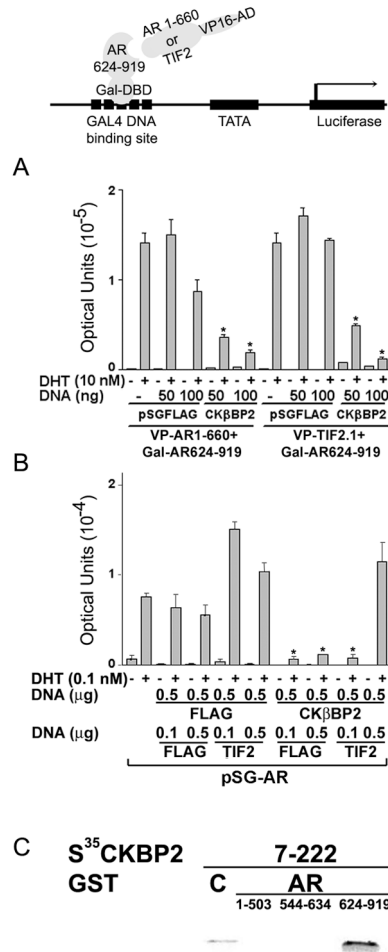 AR 1-660
or
TIF2
VP16-AD
AR
624-919
Gal-DBD
GAL4 DNA
binding site
TATA
Luciferase
A
Optical Units (10⁻⁵)
2
1
0
DHT (10 nM) - + - + - + - + - + - + - + - + * * - + - + * *
DNA (ng) - 50 100 50 100 - 50 100 50 100
pSGFLAG CKβBP2 pSGFLAG CKβBP2
VP-AR1-660+ VP-TIF2.1+
Gal-AR624-919 Gal-AR624-919
B
Optical Units (10⁻⁴)
2
1
0
* * *
DHT (0.1 nM) - + - + - + - + - + - + - + - + - +
DNA (μg) 0.5 0.5 0.5 0.5 0.5 0.5 0.5 0.5
FLAG CKβBP2
DNA (μg) 0.1 0.5 0.1 0.5 0.1 0.5 0.1 0.5
FLAG TIF2 FLAG TIF2
pSG-AR
C
S³⁵CKBP2 7-222
GST C AR
1-503 544-634 624-919